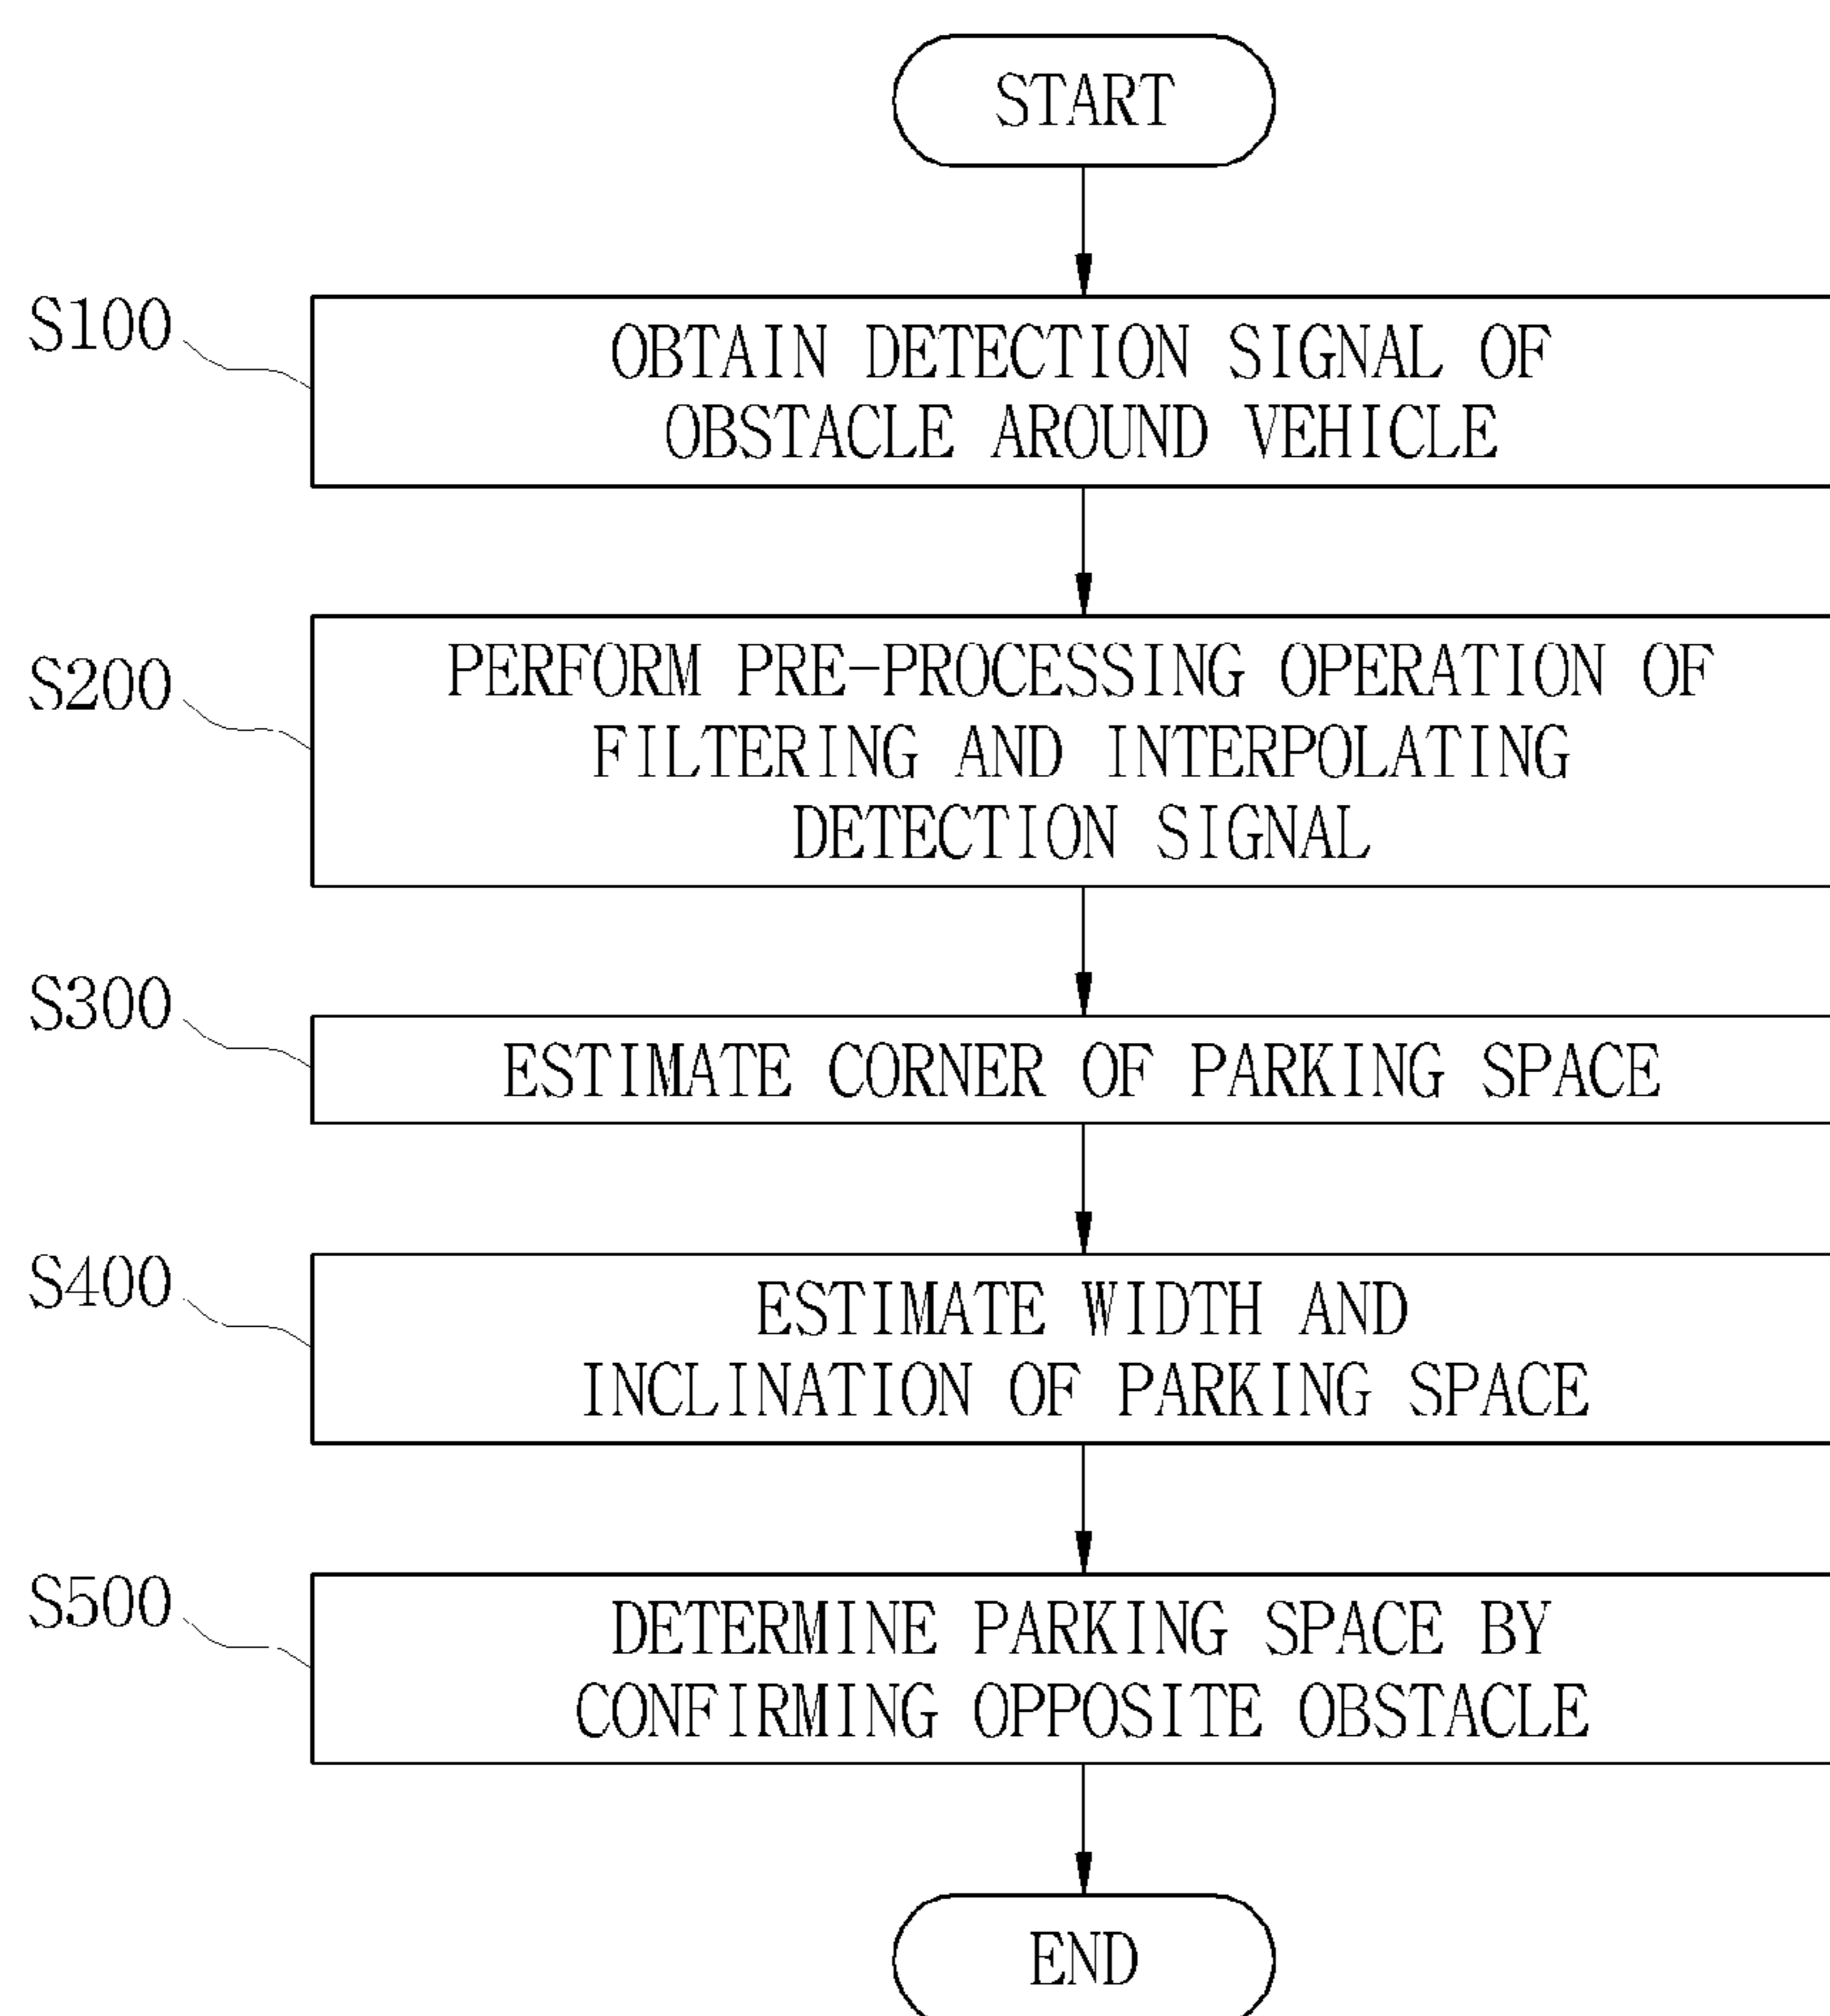 START
S100
OBTAIN DETECTION SIGNAL OF
OBSTACLE AROUND VEHICLE
S200
PERFORM PRE-PROCESSING OPERATION OF
FILTERING AND INTERPOLATING
DETECTION SIGNAL
S300
ESTIMATE CORNER OF PARKING SPACE
S400
ESTIMATE WIDTH AND
INCLINATION OF PARKING SPACE
S500
DETERMINE PARKING SPACE BY
CONFIRMING OPPOSITE OBSTACLE
END